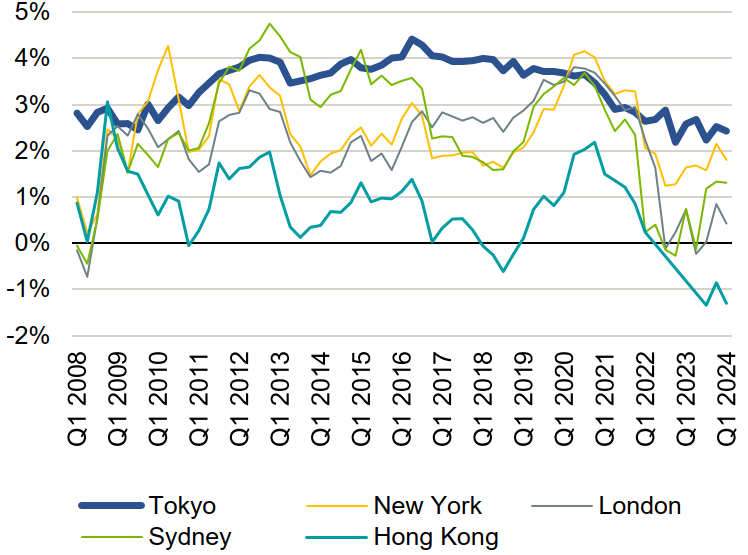 5%
4%
3%
2%
1%
0%
-1%
-2%
Q1 2008
Q1 2009
Q1 2010
Q1 2011
Q1 2012
Q1 2013
Q1 2014
Q1 2015
Q1 2016
Q1 2017
Q1 2018
Q1 2019
Q1 2020
Q1 2021
Q1 2022
Q1 2023
Q1 2024
Tokyo New York London
Sydney Hong Kong